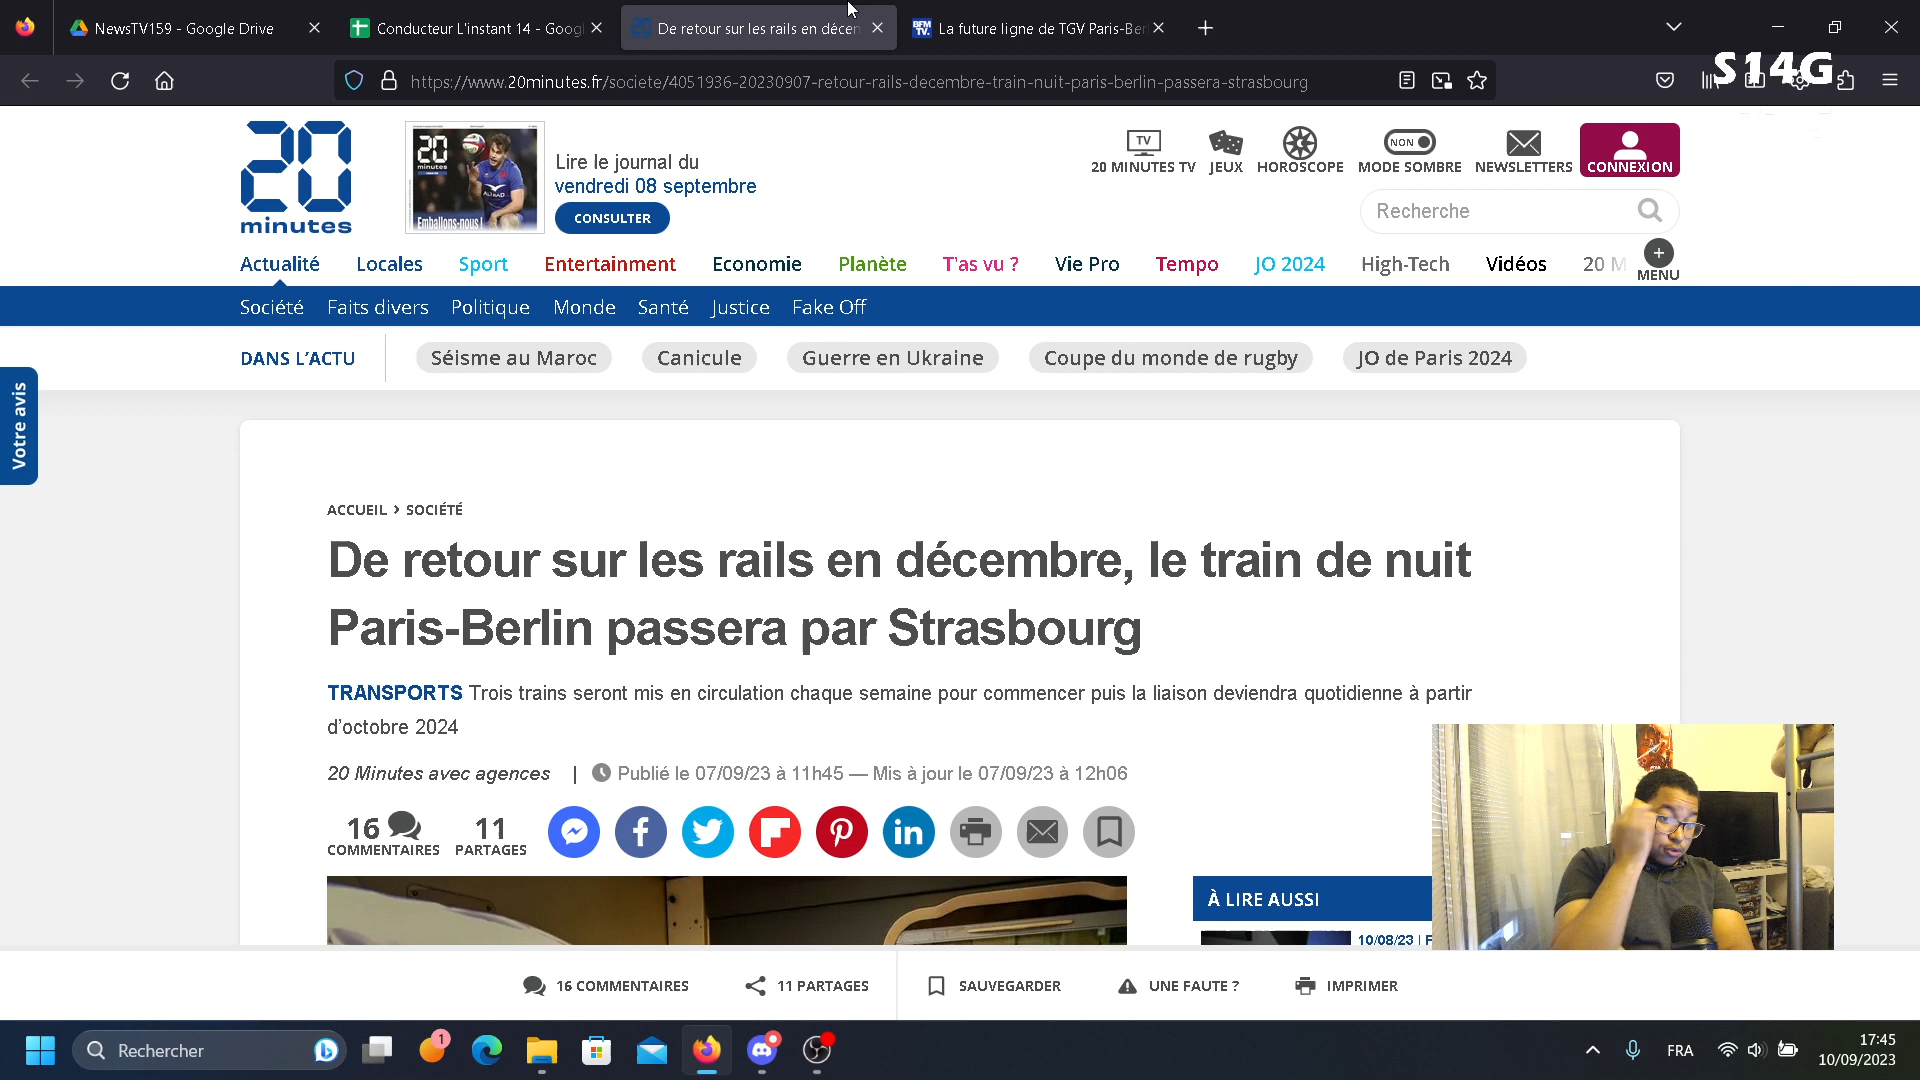 NewsTV159 - Google Drive
Conducteur L'instant 14 - Goog
De retour sur les rails en décem
La future ligne de TGV Paris-Ber
https://www.20minutes.fr/societe/4051936-20230907-retour-rails-decembre-train-nuit-paris-berlin-passera-strasbourg
S14G
20 minutes
Emballons-nous !
Lire le journal du
vendredi 08 septembre
CONSULTER
TV
20 MINUTES TV
JEUX
HOROSCOPE
NON
MODE SOMBRE
NEWSLETTERS
CONNEXION
Recherche
Actualité Locales Sport Entertainment Economie Planète T'as vu ? Vie Pro Tempo JO 2024 High-Tech Vidéos 20 M
MENU
Société Faits divers Politique Monde Santé Justice Fake Off
DANS L'ACTU
Séisme au Maroc
Canicule
Guerre en Ukraine
Coupe du monde de rugby
JO de Paris 2024
Votre avis
ACCUEIL › SOCIÉTÉ
De retour sur les rails en décembre, le train de nuit
Paris-Berlin passera par Strasbourg
TRANSPORTS Trois trains seront mis en circulation chaque semaine pour commencer puis la liaison deviendra quotidienne à partir
d'octobre 2024
20 Minutes avec agences | Publié le 07/09/23 à 11h45 — Mis à jour le 07/09/23 à 12h06
16
COMMENTAIRES
11
PARTAGES
À LIRE AUSSI
10/08/23 | F
16 COMMENTAIRES
11 PARTAGES
SAUVEGARDER
UNE FAUTE ?
IMPRIMER
Rechercher
1
FRA
17:45
10/09/2023